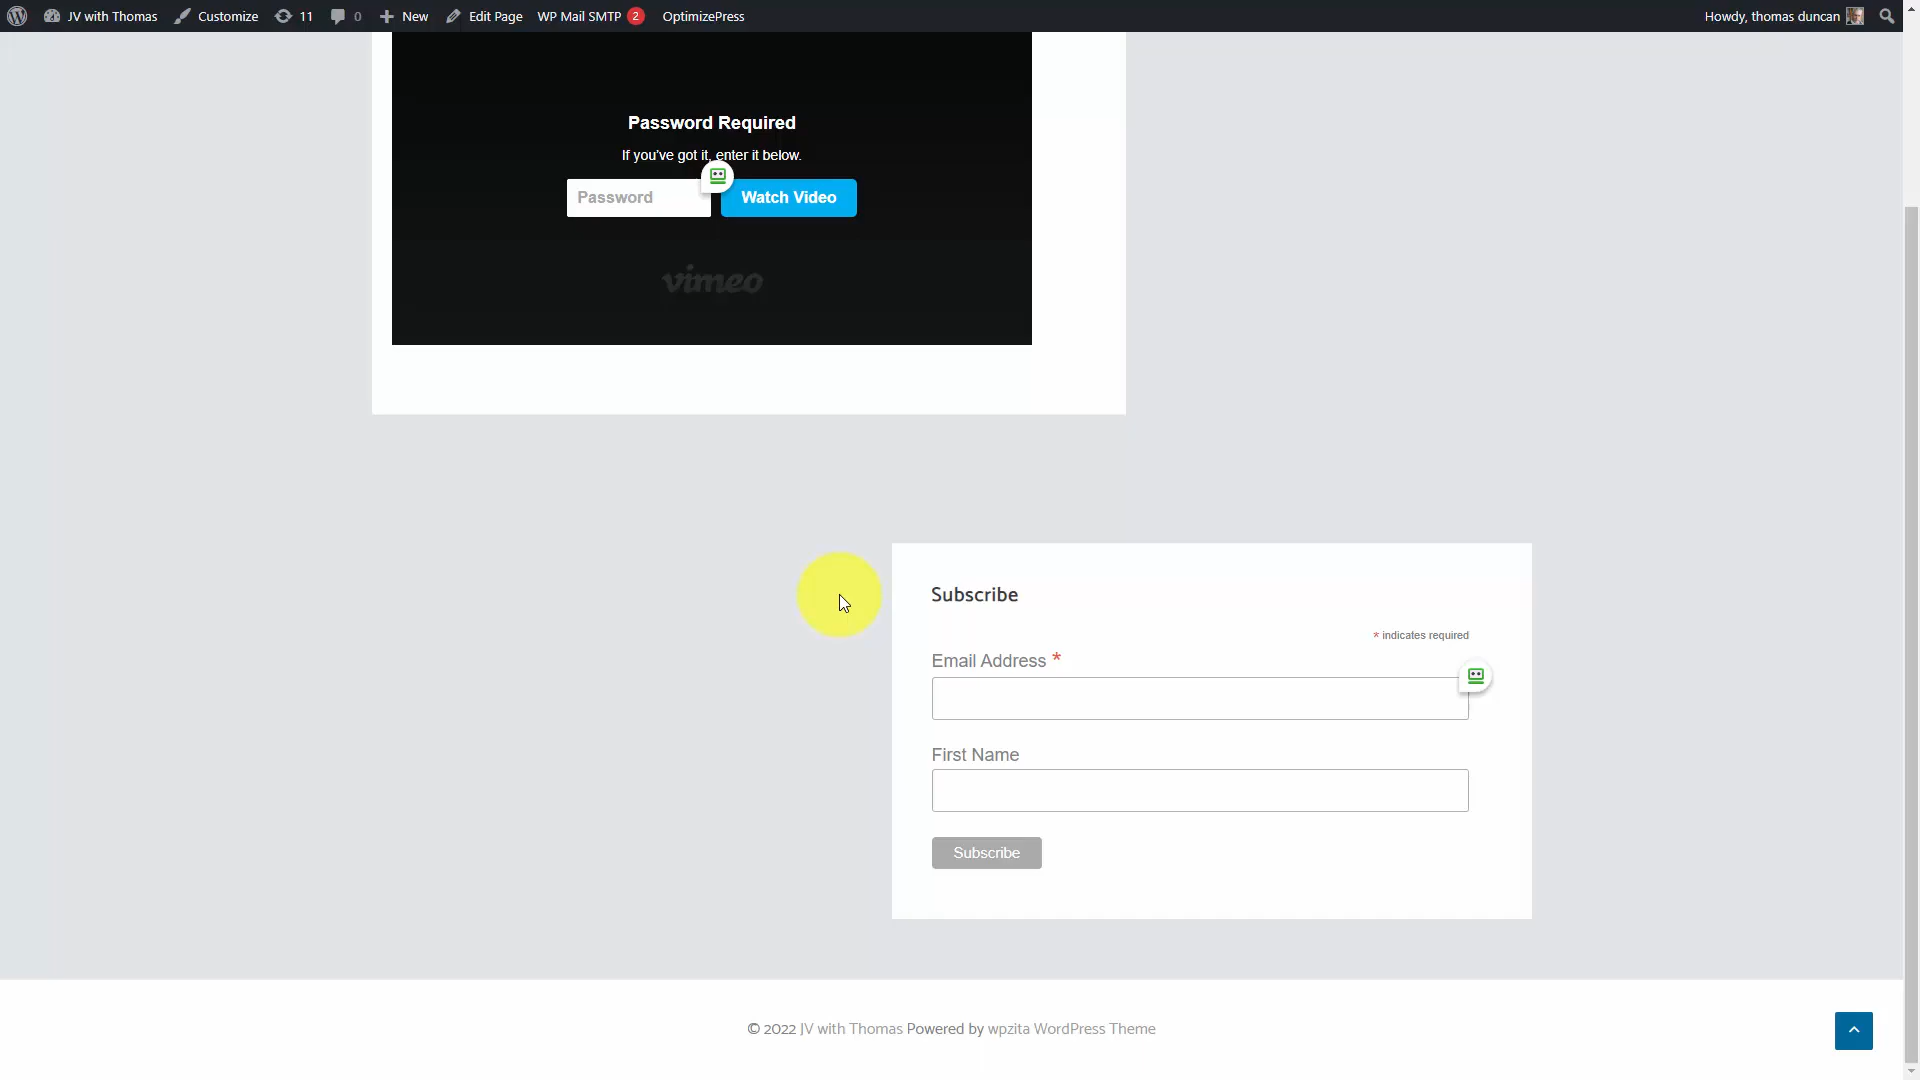 JV with Thomas Customize 11 0 New Edit Page WP Mail SMTP 2 OptimizePress Howdy, thomas duncan
Password Required
If you've got it, enter it below.
Password Watch Video
vimeo
Subscribe
* indicates required
Email Address *
First Name
Subscribe
© 2022 JV with Thomas Powered by wpzita WordPress Theme